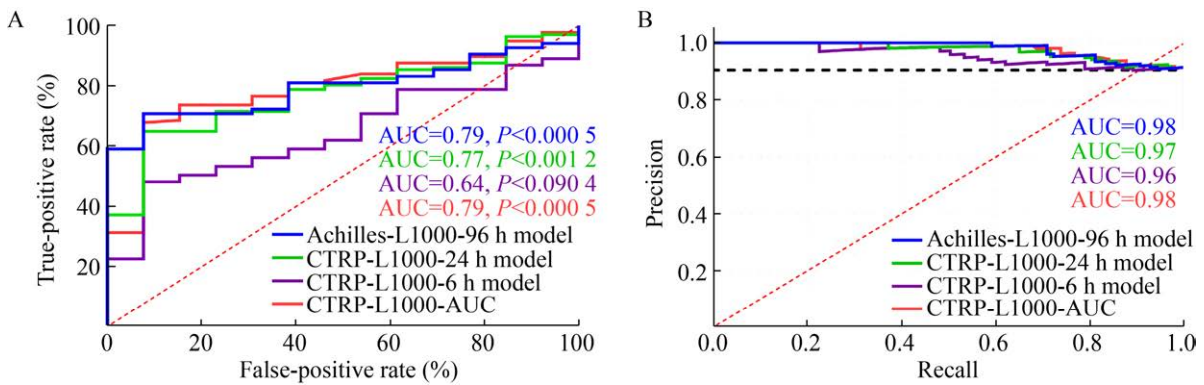 A
100
80
60
40
20
True-positive rate (%)
AUC=0.79, P<0.000 5
AUC=0.77, P<0.001 2
AUC=0.64, P<0.090 4
AUC=0.79, P<0.000 5
Achilles-L1000-96 h model
CTRP-L1000-24 h model
CTRP-L1000-6 h model
CTRP-L1000-AUC
0 20 40 60 80 100
False-positive rate (%)
B
1.0
0.8
0.6
0.4
0.2
Precision
AUC=0.98
AUC=0.97
AUC=0.96
AUC=0.98
Achilles-L1000-96 h model
CTRP-L1000-24 h model
CTRP-L1000-6 h model
CTRP-L1000-AUC
0.0 0.2 0.4 0.6 0.8 1.0
Recall